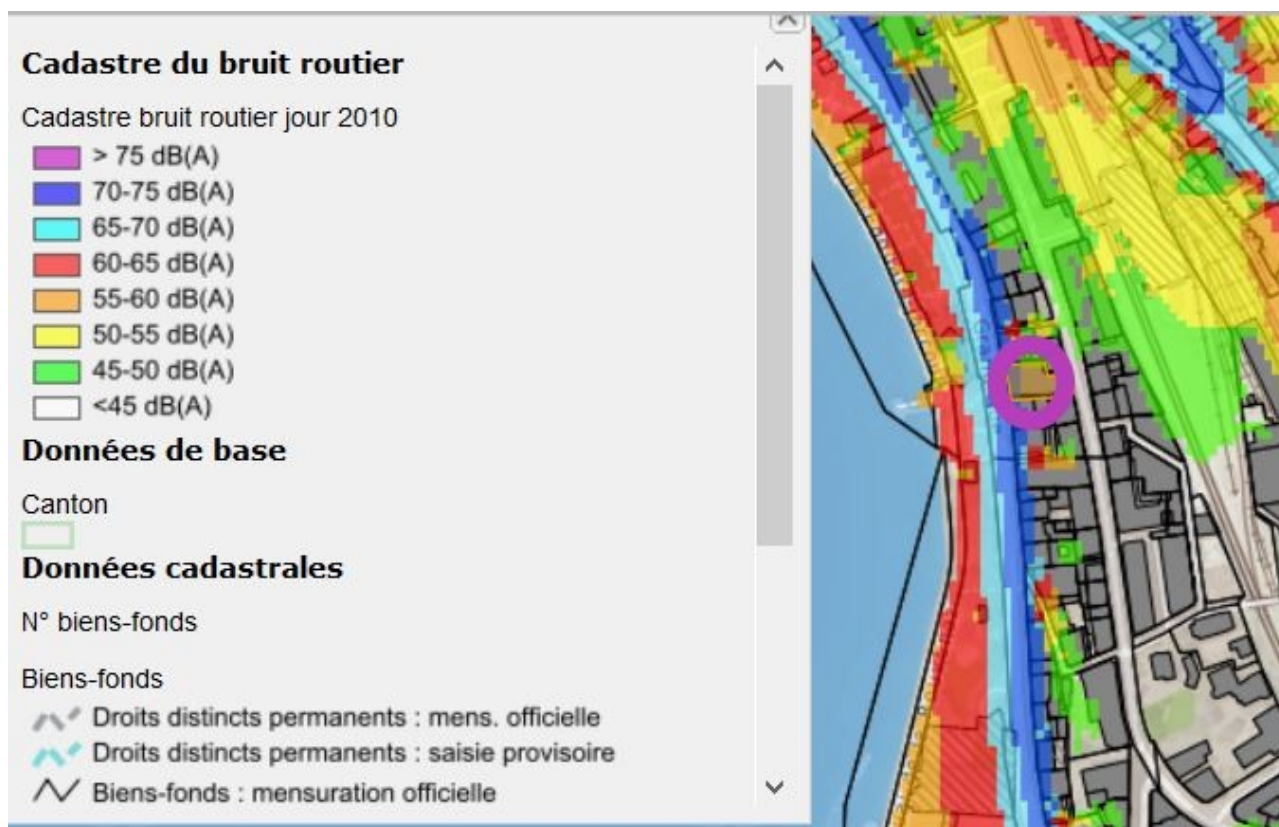 Cadastre du bruit routier
Cadastre bruit routier jour 2010
> 75 dB(A)
70-75 dB(A)
65-70 dB(A)
60-65 dB(A)
55-60 dB(A)
50-55 dB(A)
45-50 dB(A)
<45 dB(A)
Données de base
Canton
Données cadastrales
N° biens-fonds
Biens-fonds
Droits distincts permanents : mens. officielle
Droits distincts permanents : saisie provisoire
Biens-fonds : mensuration officielle